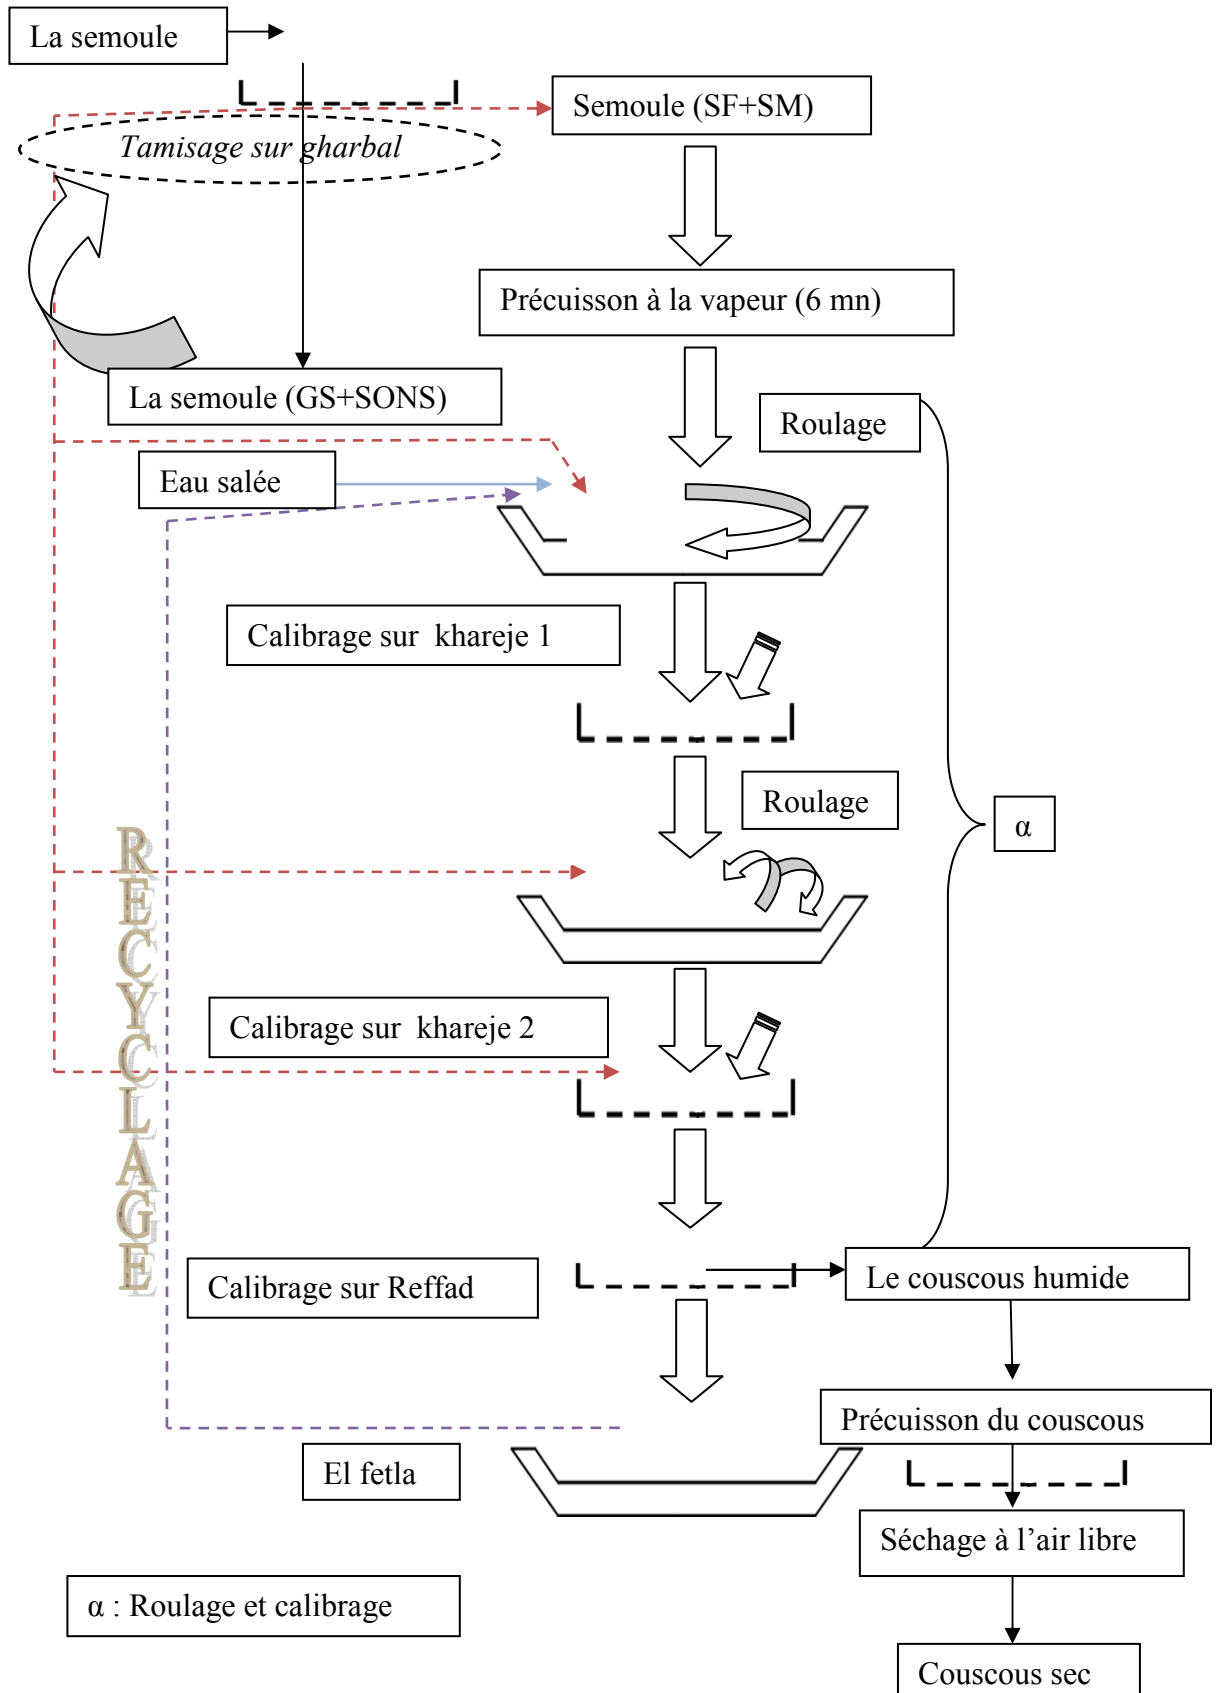 La semoule
Semoule (SF+SM)
Tamisage sur gharbal
Précuisson à la vapeur (6 mn)
La semoule (GS+SONS)
Roulage
Eau salée
Calibrage sur khareje 1
Roulage
α
RECYCLAGE
Calibrage sur khareje 2
Le couscous humide
Calibrage sur Reffad
Précuisson du couscous
El fetla
Séchage à l’air libre
α : Roulage et calibrage
Couscous sec